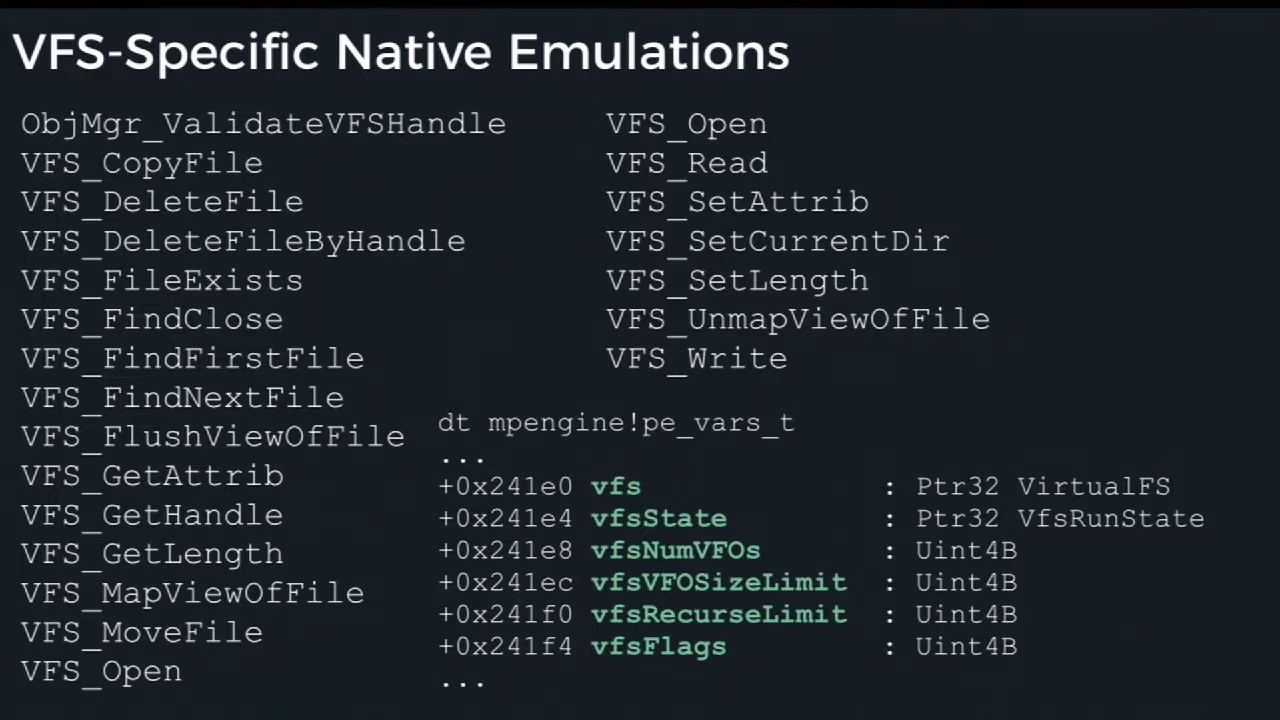 VFS-Specific Native Emulations
ObjMgr_ValidateVFSHandle
VFS_CopyFile
VFS_DeleteFile
VFS_DeleteFileByHandle
VFS_FileExists
VFS_FindClose
VFS_FindFirstFile
VFS_FindNextFile
VFS_FlushViewOfFile
VFS_GetAttrib
VFS_GetHandle
VFS_GetLength
VFS_MapViewOfFile
VFS_MoveFile
VFS_Open
VFS_Open
VFS_Read
VFS_SetAttrib
VFS_SetCurrentDir
VFS_SetLength
VFS_UnmapViewOfFile
VFS_Write
dt mpengine!pe_vars_t
...
+0x241e0 vfs : Ptr32 VirtualFS
+0x241e4 vfsState : Ptr32 VfsRunState
+0x241e8 vfsNumVFOs : Uint4B
+0x241ec vfsVFOSizeLimit : Uint4B
+0x241f0 vfsRecurseLimit : Uint4B
+0x241f4 vfsFlags : Uint4B
...